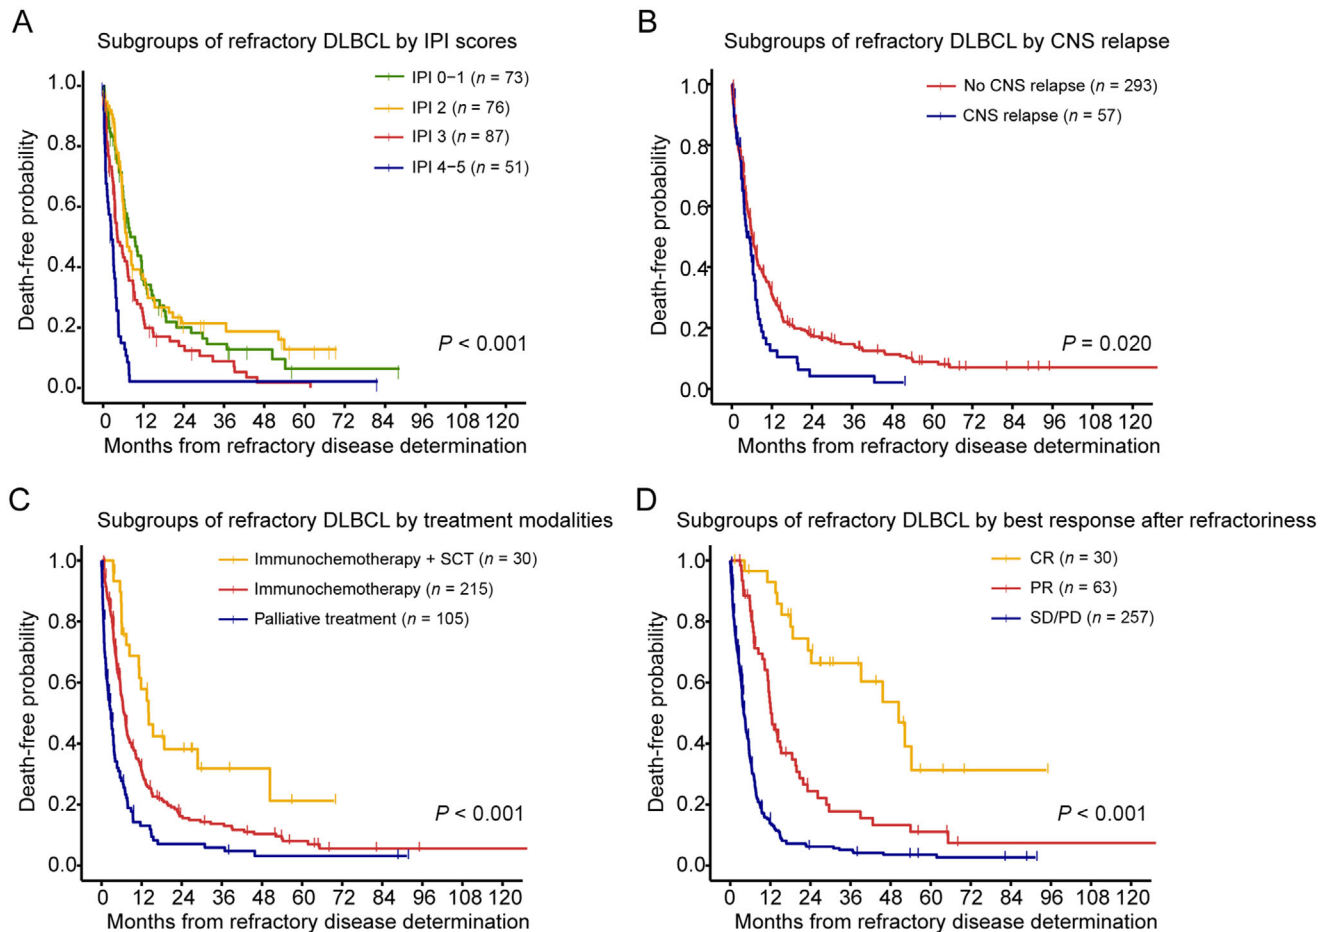 A
Subgroups of refractory DLBCL by IPI scores
IPI 0−1 (n = 73)
IPI 2 (n = 76)
IPI 3 (n = 87)
IPI 4−5 (n = 51)
Death-free probability
1.0
0.8
0.6
0.4
0.2
0.0
P < 0.001
0 12 24 36 48 60 72 84 96 108 120
Months from refractory disease determination
B
Subgroups of refractory DLBCL by CNS relapse
No CNS relapse (n = 293)
CNS relapse (n = 57)
Death-free probability
1.0
0.8
0.6
0.4
0.2
0.0
P = 0.020
0 12 24 36 48 60 72 84 96 108 120
Months from refractory disease determination
C
Subgroups of refractory DLBCL by treatment modalities
Immunochemotherapy + SCT (n = 30)
Immunochemotherapy (n = 215)
Palliative treatment (n = 105)
Death-free probability
1.0
0.8
0.6
0.4
0.2
0.0
P < 0.001
0 12 24 36 48 60 72 84 96 108 120
Months from refractory disease determination
D
Subgroups of refractory DLBCL by best response after refractoriness
CR (n = 30)
PR (n = 63)
SD/PD (n = 257)
Death-free probability
1.0
0.8
0.6
0.4
0.2
0.0
P < 0.001
0 12 24 36 48 60 72 84 96 108 120
Months from refractory disease determination